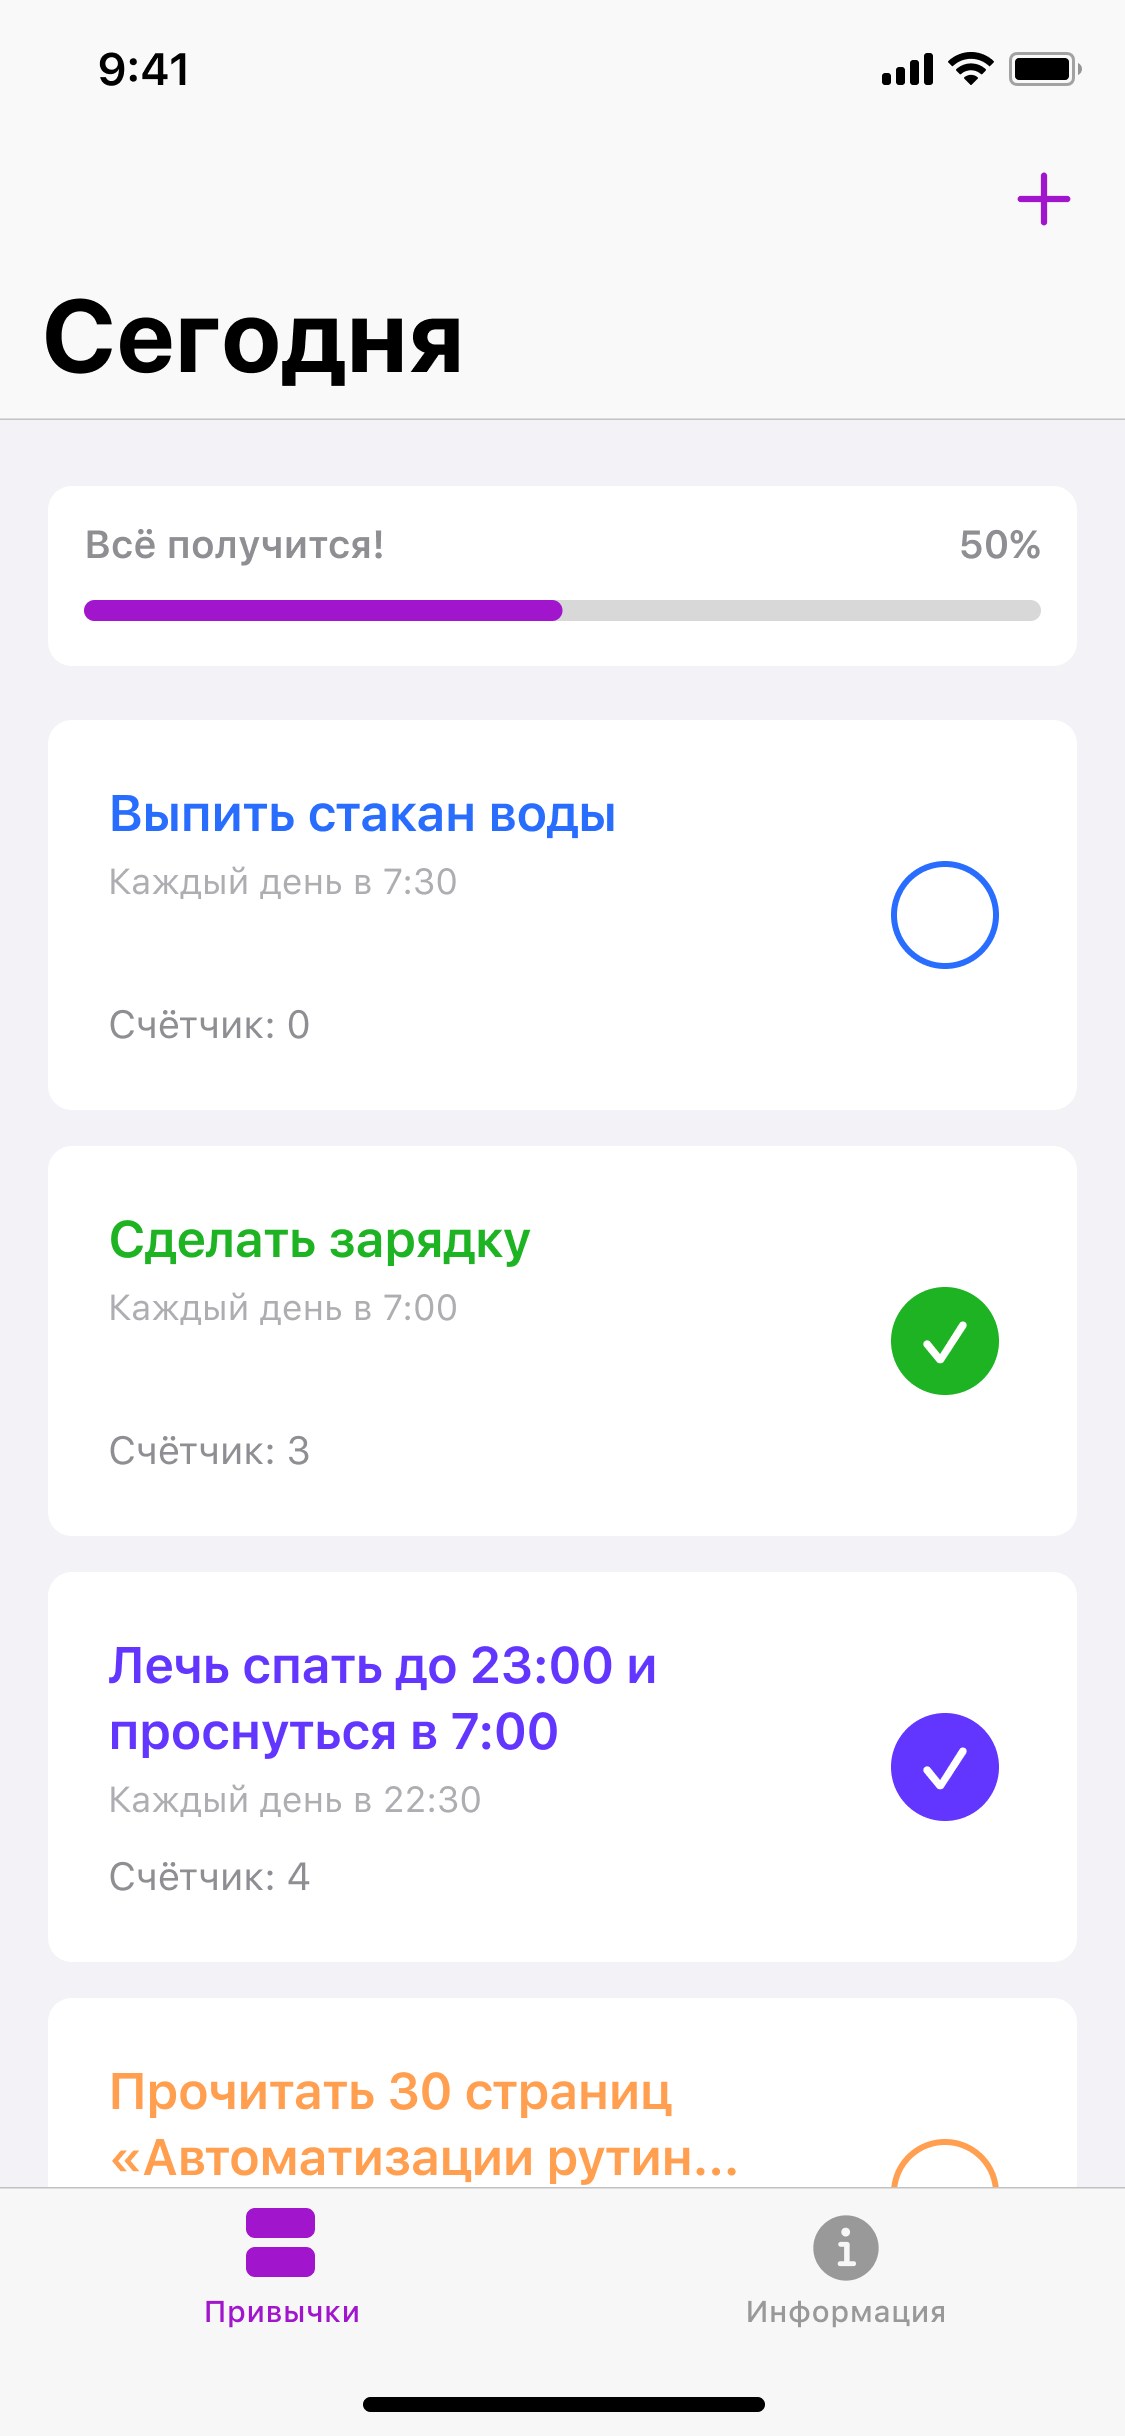 9:41
Сегодня
Всё получится! 50%
Выпить стакан воды
Каждый день в 7:30
Счётчик: 0
Сделать зарядку
Каждый день в 7:00
Счётчик: 3
Лечь спать до 23:00 и
проснуться в 7:00
Каждый день в 22:30
Счётчик: 4
Прочитать 30 страниц
«Автоматизации рутин...
Привычки Информация